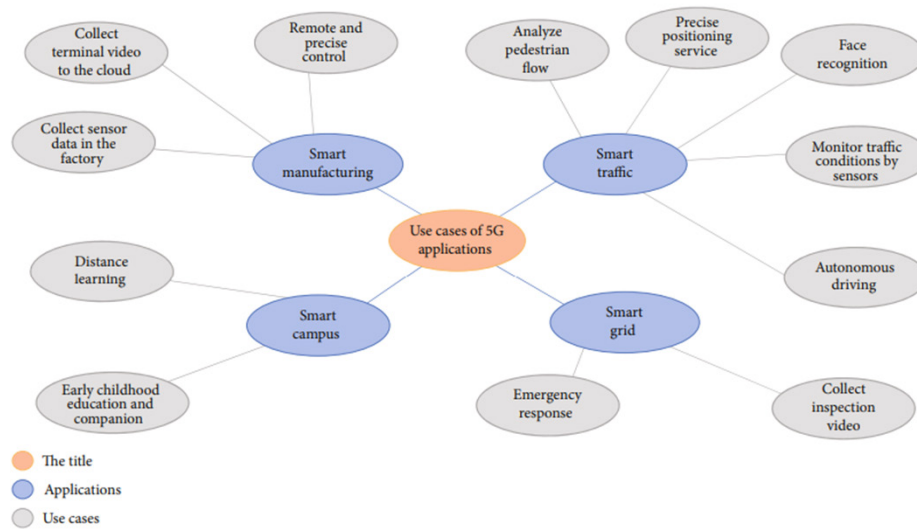 Collect
terminal video
to the cloud
Remote and
precise
control
Analyze
pedestrian
flow
Precise
positioning
service
Face
recognition
Collect sensor
data in the
factory
Smart
manufacturing
Smart
traffic
Monitor traffic
conditions by
sensors
Use cases of 5G
applications
Distance
learning
Autonomous
driving
Smart
campus
Smart
grid
Early childhood
education and
companion
Emergency
response
Collect
inspection
video
The title
Applications
Use cases